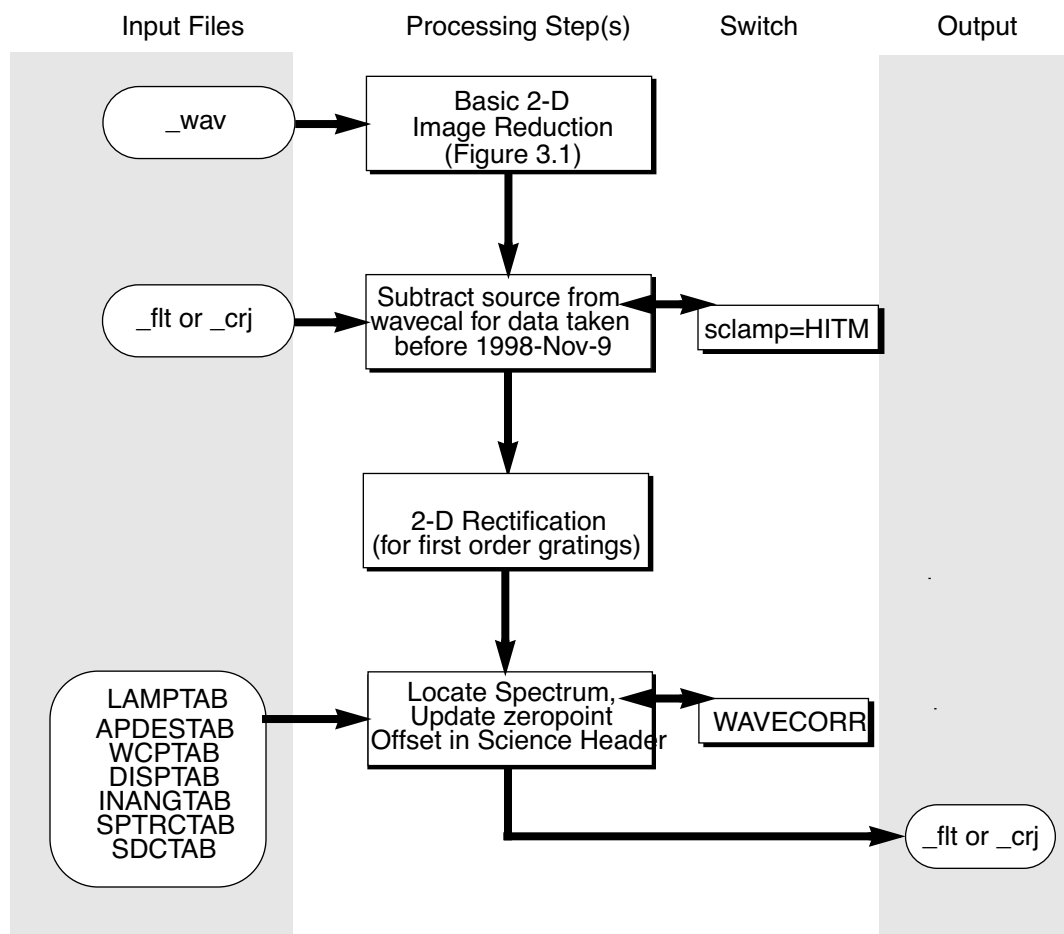 Input Files
Processing Step(s)
Switch
Output
_wav
Basic 2-D
Image Reduction
(Figure 3.1)
_flt or _crj
Subtract source from
wavecal for data taken
before 1998-Nov-9
sclamp=HITM
2-D Rectification
(for first order gratings)
LAMPTAB
APDESTAB
WCPTAB
DISPTAB
INANGTAB
SPTRCTAB
SDCTAB
Locate Spectrum,
Update zeropoint
Offset in Science Header
WAVECORR
_flt or _crj